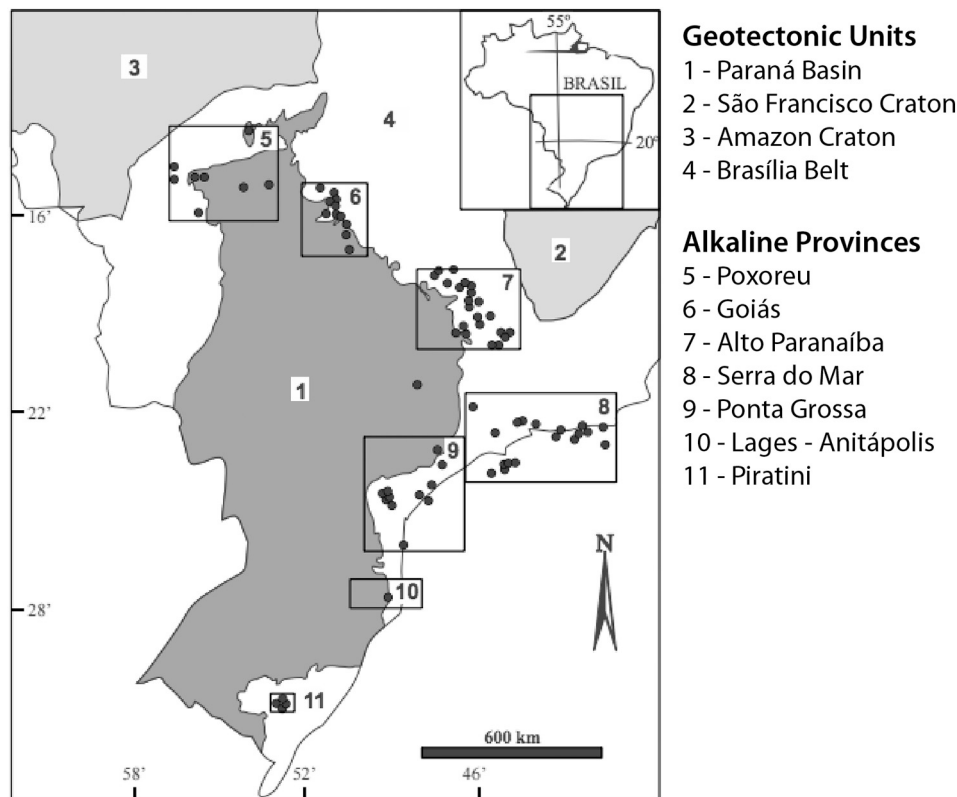 Geotectonic Units
1 - Paraná Basin
2 - São Francisco Craton
3 - Amazon Craton
4 - Brasília Belt
Alkaline Provinces
5 - Poxoreu
6 - Goiás
7 - Alto Paranaíba
8 - Serra do Mar
9 - Ponta Grossa
10 - Lages - Anitápolis
11 - Piratini
55º
BRASIL
20º
3
4
5
6
2
7
1
8
9
10
11
16’
22’
28’
N
600 km
58’
52’
46’